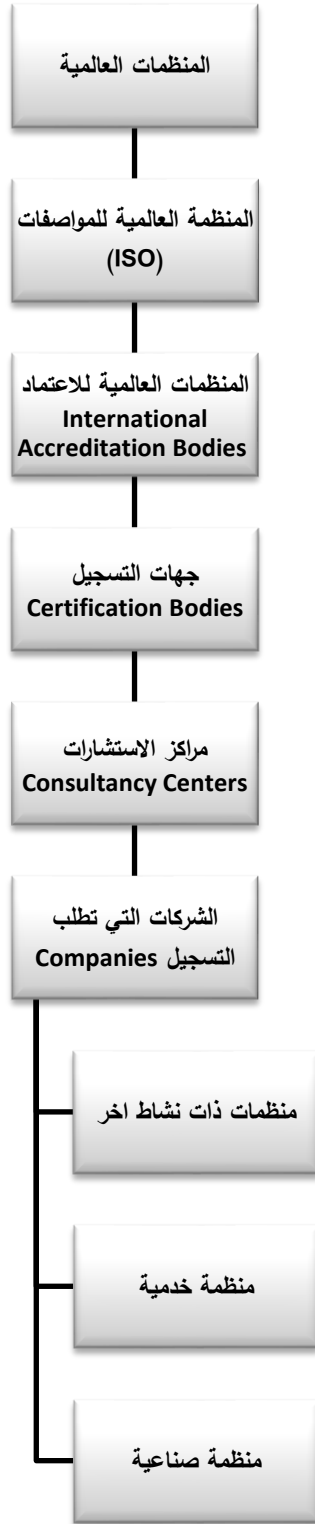 المنظمات العالمية
المنظمة العالمية للمواصفات
(ISO)
المنظمات العالمية للاعتماد
International
Accreditation Bodies
جهات التسجيل
Certification Bodies
مراكز الاستشارات
Consultancy Centers
الشركات التي تطلب
التسجيل Companies
منظمات ذات نشاط اخر
منظمة خدمية
منظمة صناعية